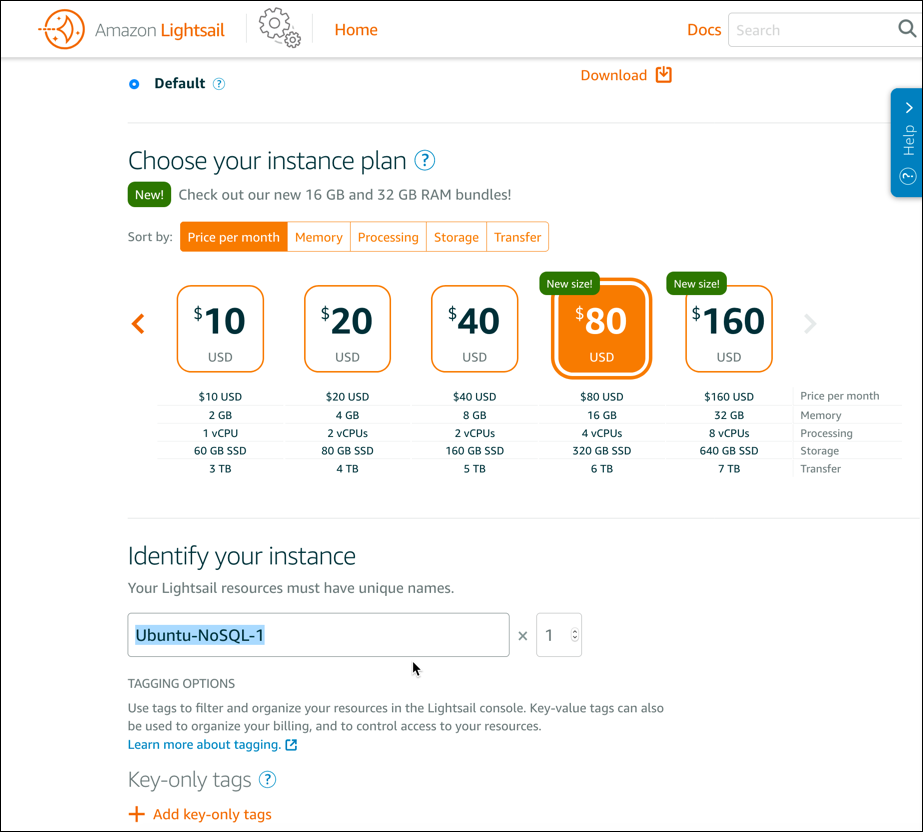 Amazon Lightsail Home Docs Search
Default ?
Download
Help
?
Choose your instance plan ?
New! Check out our new 16 GB and 32 GB RAM bundles!
Sort by: Price per month Memory Processing Storage Transfer
New size! New size!
$10 $20 $40 $80 $160
USD USD USD USD USD
$10 USD $20 USD $40 USD $80 USD $160 USD Price per month
2 GB 4 GB 8 GB 16 GB 32 GB Memory
1 vCPU 2 vCPUs 2 vCPUs 4 vCPUs 8 vCPUs Processing
60 GB SSD 80 GB SSD 160 GB SSD 320 GB SSD 640 GB SSD Storage
3 TB 4 TB 5 TB 6 TB 7 TB Transfer
Identify your instance
Your Lightsail resources must have unique names.
Ubuntu-NoSQL-1 × 1
TAGGING OPTIONS
Use tags to filter and organize your resources in the Lightsail console. Key-value tags can also
be used to organize your billing, and to control access to your resources.
Learn more about tagging.
Key-only tags ?
+ Add key-only tags